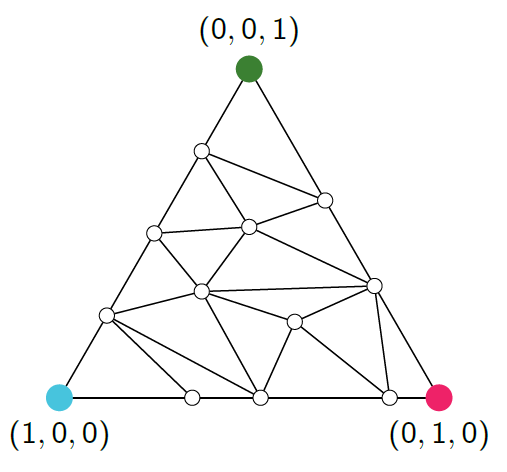 (0, 0, 1)
(1, 0, 0)
(0, 1, 0)